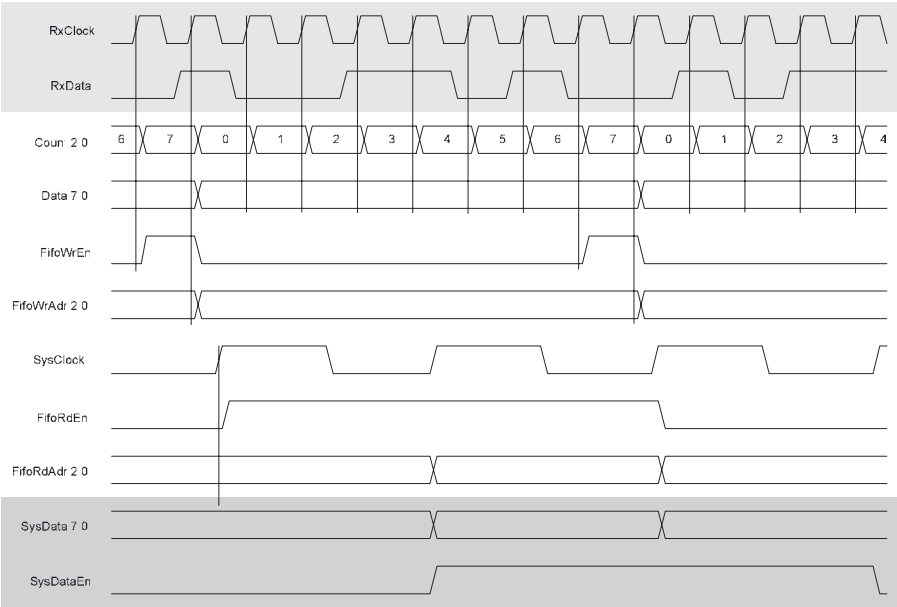 RxClock
RxData
Count 2 0
6 7 0 1 2 3 4 5 6 7 0 1 2 3 4
Data 7 0
FifoWrEn
FifoWrAdr 2 0
SysClock
FifoRdEn
FifoRdAdr 2 0
SysData 7 0
SysDataEn